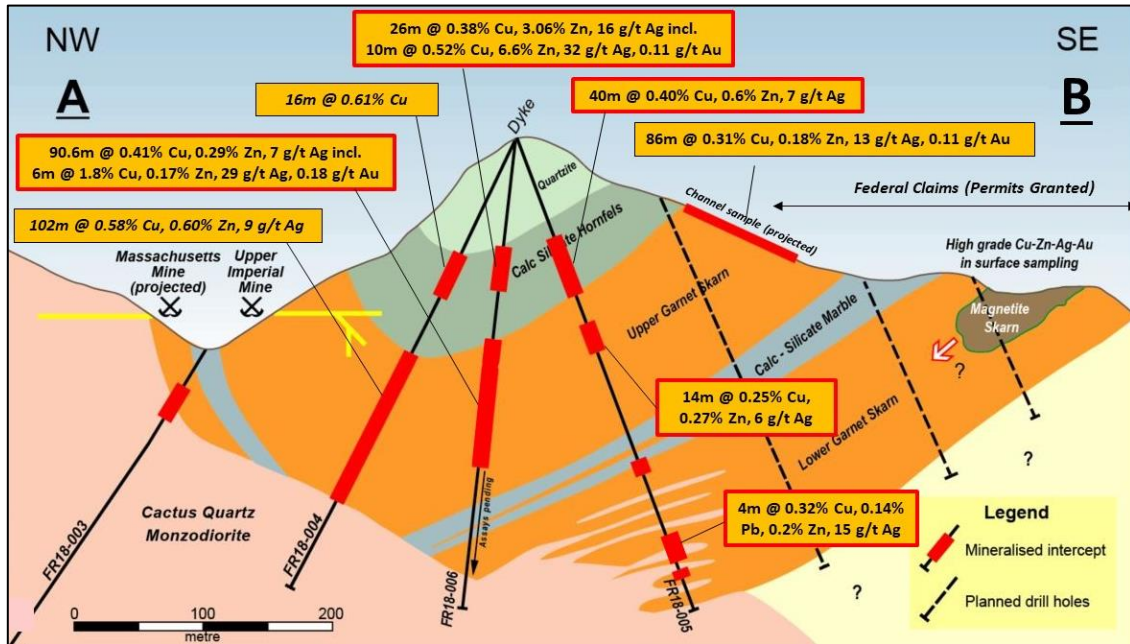 NW
SE
A
B
26m @ 0.38% Cu, 3.06% Zn, 16 g/t Ag incl.
10m @ 0.52% Cu, 6.6% Zn, 32 g/t Ag, 0.11 g/t Au
16m @ 0.61% Cu
40m @ 0.40% Cu, 0.6% Zn, 7 g/t Ag
86m @ 0.31% Cu, 0.18% Zn, 13 g/t Ag, 0.11 g/t Au
90.6m @ 0.41% Cu, 0.29% Zn, 7 g/t Ag incl.
6m @ 1.8% Cu, 0.17% Zn, 29 g/t Ag, 0.18 g/t Au
102m @ 0.58% Cu, 0.60% Zn, 9 g/t Ag
Dyke
Quartzite
Calc Silicate Hornfels
Channel sample (projected)
Federal Claims (Permits Granted)
High grade Cu-Zn-Ag-Au
in surface sampling
Massachusetts
Mine
(projected)
Upper
Imperial
Mine
Upper Garnet Skarn
Calc - Silicate Marble
Magnetite
Skarn
?
14m @ 0.25% Cu,
0.27% Zn, 6 g/t Ag
Lower Garnet Skarn
?
4m @ 0.32% Cu, 0.14%
Pb, 0.2% Zn, 15 g/t Ag
?
Assays pending
Cactus Quartz
Monzodiorite
FR18-003
FR18-004
FR18-006
FR18-005
Legend
Mineralised intercept
Planned drill holes
0
100
200
metre